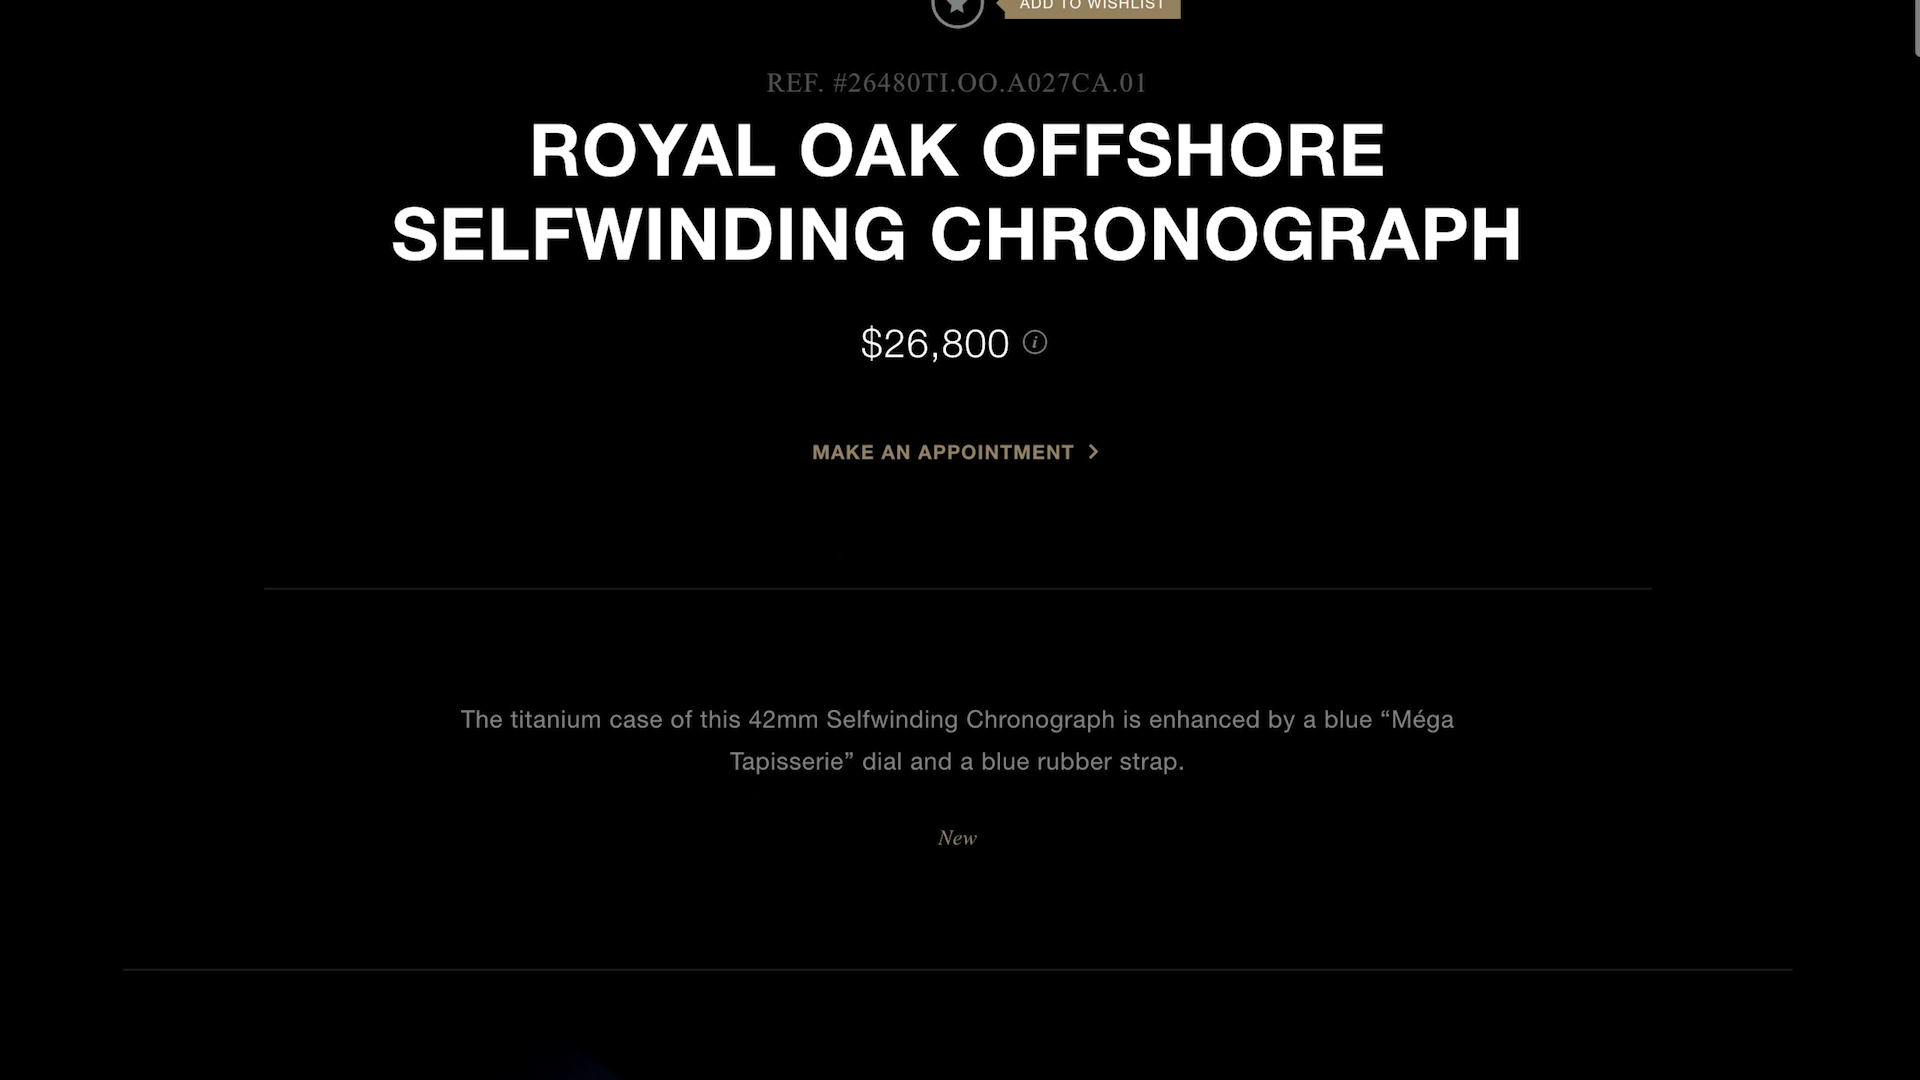 ADD TO WISHLIST
REF. #26480TI.OO.A027CA.01
ROYAL OAK OFFSHORE
SELFWINDING CHRONOGRAPH
$26,800 i
MAKE AN APPOINTMENT
The titanium case of this 42mm Selfwinding Chronograph is enhanced by a blue “Méga
Tapisserie” dial and a blue rubber strap.
New